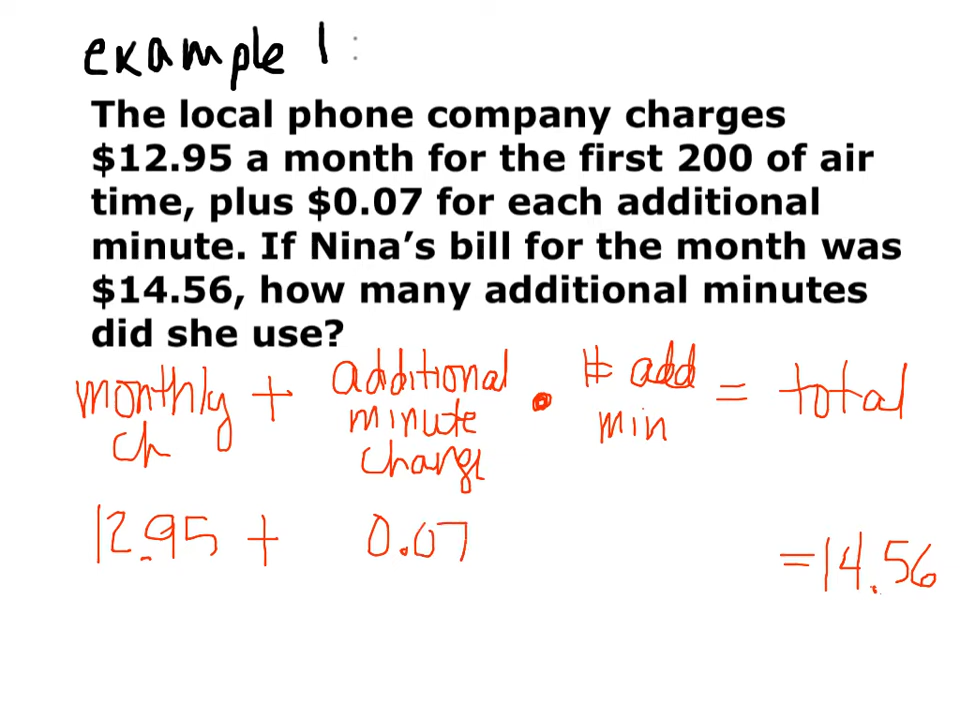 example 1:
The local phone company charges
$12.95 a month for the first 200 of air
time, plus $0.07 for each additional
minute. If Nina’s bill for the month was
$14.56, how many additional minutes
did she use?
monthly ch + additional minute charge • # add min = total
12.95 + 0.07 =14.56